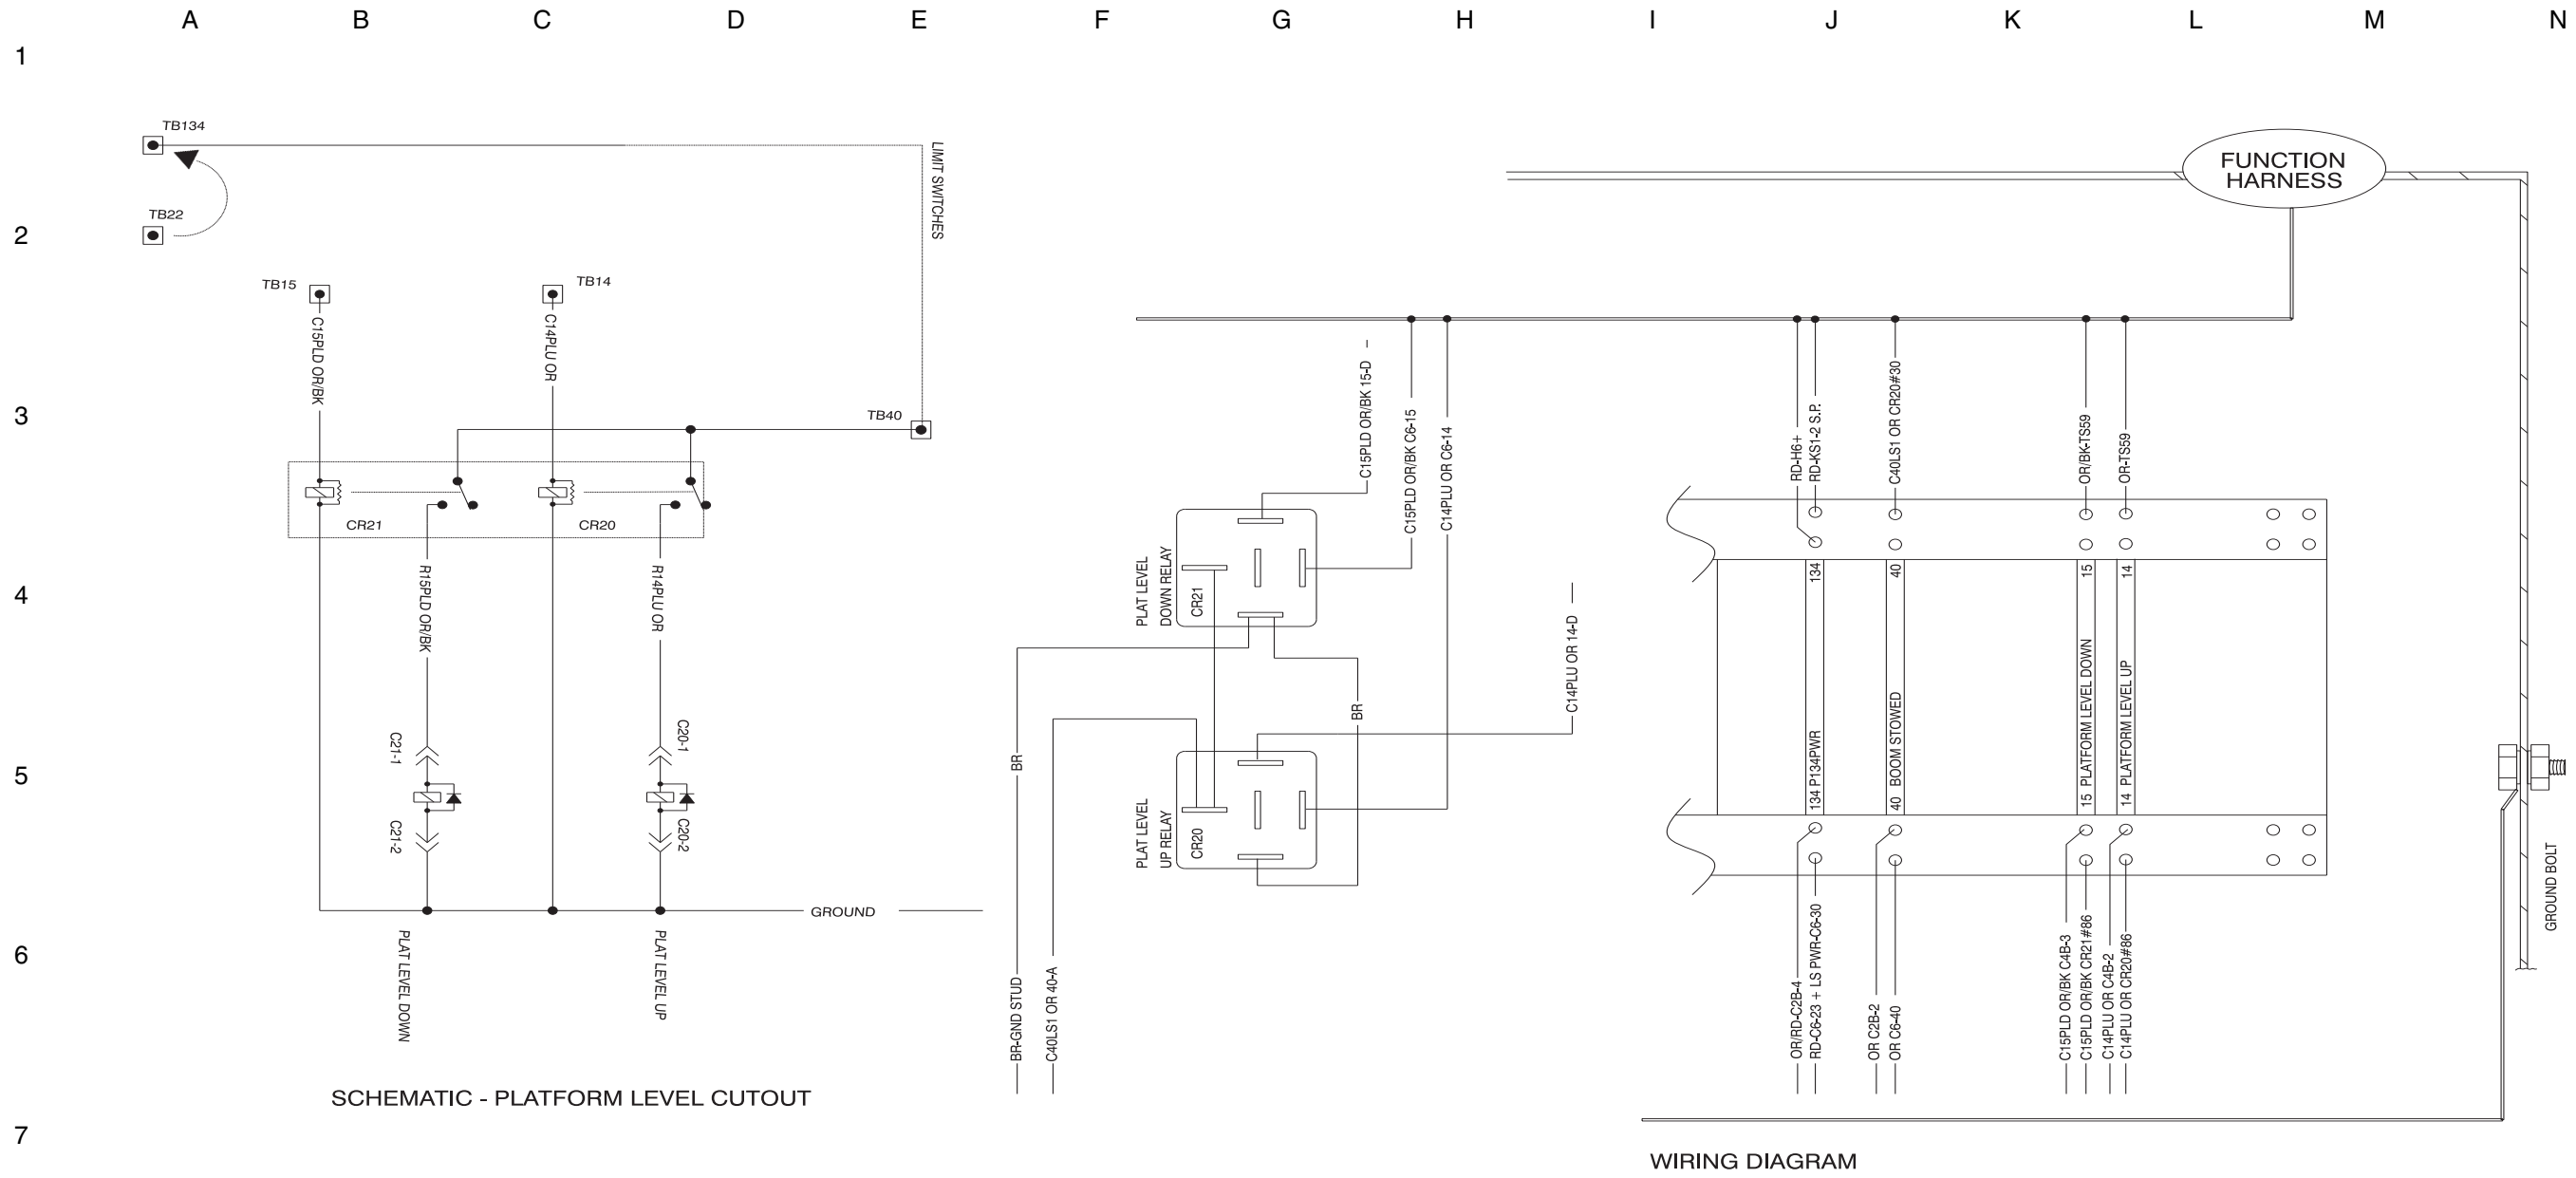 A B C D E F G H I J K L M N
1
2
3
4
5
6
7
TB134
TB22
LIMIT SWITCHES
TB15
TB14
C15PLD OR/BK
C14PLU OR
TB40
CR21
CR20
R15PLD OR/BK
R14PLU OR
C21-1
C20-1
C21-2
C20-2
GROUND
PLAT LEVEL DOWN
PLAT LEVEL UP
SCHEMATIC - PLATFORM LEVEL CUTOUT
FUNCTION
HARNESS
C15PLD OR/BK 15-D
C15PLD OR/BK C6-15
C14PLU OR C6-14
PLAT LEVEL
DOWN RELAY
CR21
C14PLU OR 14-D
BR
BR
PLAT LEVEL
UP RELAY
CR20
BR-GND STUD
C40LS1 OR 40-A
RD-H6+
RD-KS1-2 S.P.
C40LS1 OR CR20#30
OR/BK-TS59
OR-TS59
134
40
15
14
134 P134PWR
40 BOOM STOWED
15 PLATFORM LEVEL DOWN
14 PLATFORM LEVEL UP
OR/RD-C2B-4
RD-C6-23 + LS PWR-C6-30
OR C2B-2
OR C6-40
C15PLD OR/BK C4B-3
C15PLD OR/BK CR21#86
C14PLU OR C4B-2
C14PLU OR CR20#86
GROUND BOLT
WIRING DIAGRAM